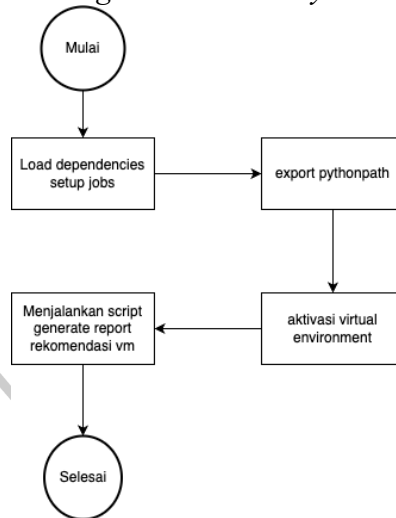 Mulai
Load dependencies
setup jobs
export pythonpath
aktivasi virtual
environment
Menjalankan script
generate report
rekomendasi vm
Selesai